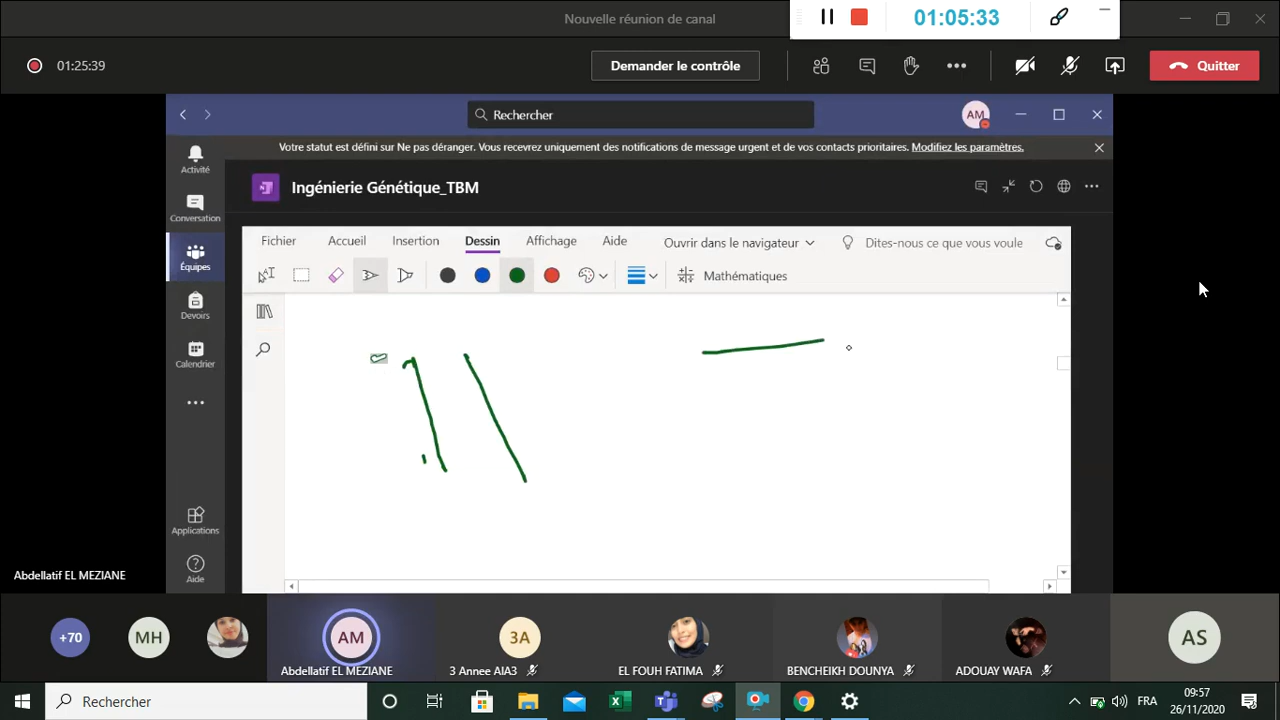 Nouvelle réunion de canal
01:05:33
01:25:39
Demander le contrôle
Quitter
Rechercher
AM
Votre statut est défini sur Ne pas déranger. Vous recevrez uniquement des notifications de message urgent et de vos contacts prioritaires. Modifiez les paramètres.
Activité
Conversation
Équipes
Devoirs
Calendrier
Applications
Aide
Ingénierie Génétique_TBM
Fichier Accueil Insertion Dessin Affichage Aide Ouvrir dans le navigateur Dites-nous ce que vous voule
Mathématiques
Abdellatif EL MEZIANE
+70 MH AM 3A AS
Abdellatif EL MEZIANE 3 Annee AIA3 EL FOUH FATIMA BENCHEIKH DOUNYA ADOUAY WAFA
Rechercher
FRA
09:57
26/11/2020